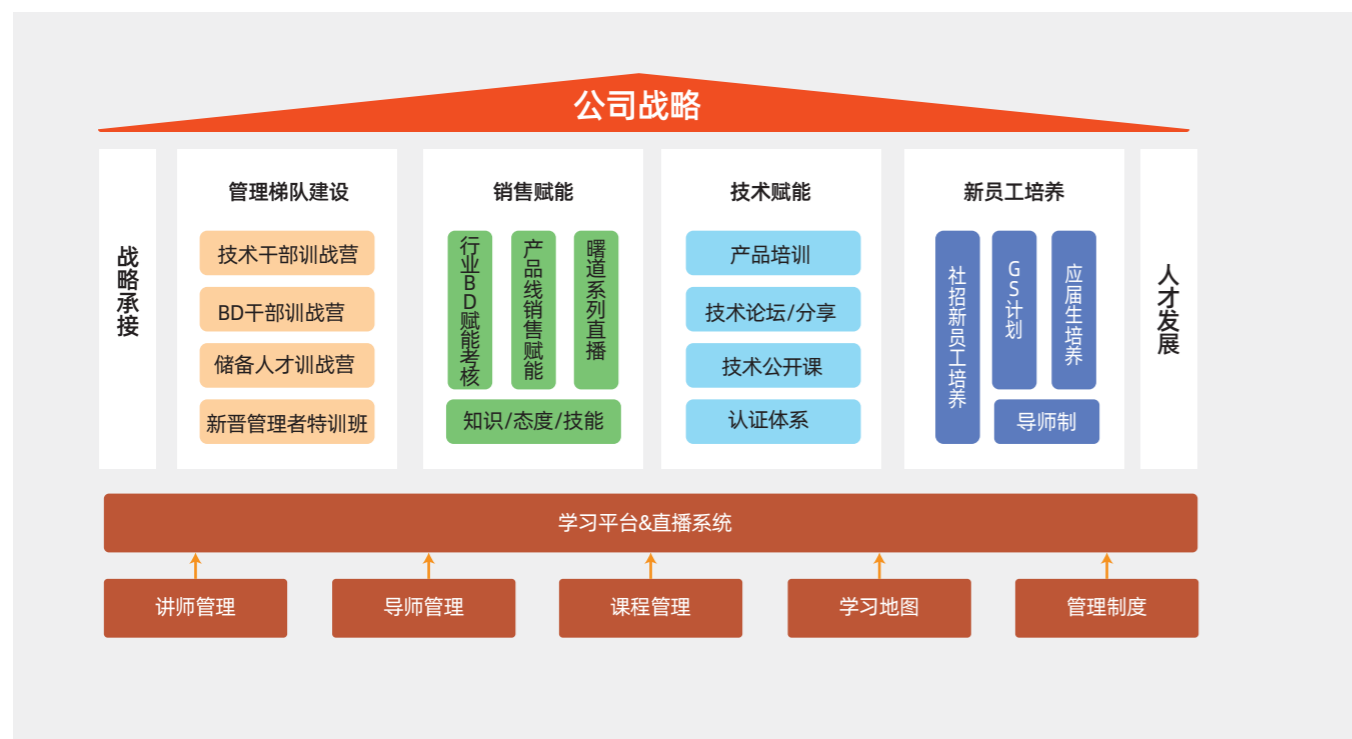 公司战略
战略承接
管理梯队建设
技术干部训战营
BD干部训战营
储备人才训战营
新晋管理者特训班
销售赋能
行业BD赋能考核
产品线销售赋能
曙道系列直播
知识/态度/技能
技术赋能
产品培训
技术论坛/分享
技术公开课
认证体系
新员工培养
社招新员工培养
GS计划
应届生培养
导师制
人才发展
学习平台&直播系统
讲师管理
导师管理
课程管理
学习地图
管理制度